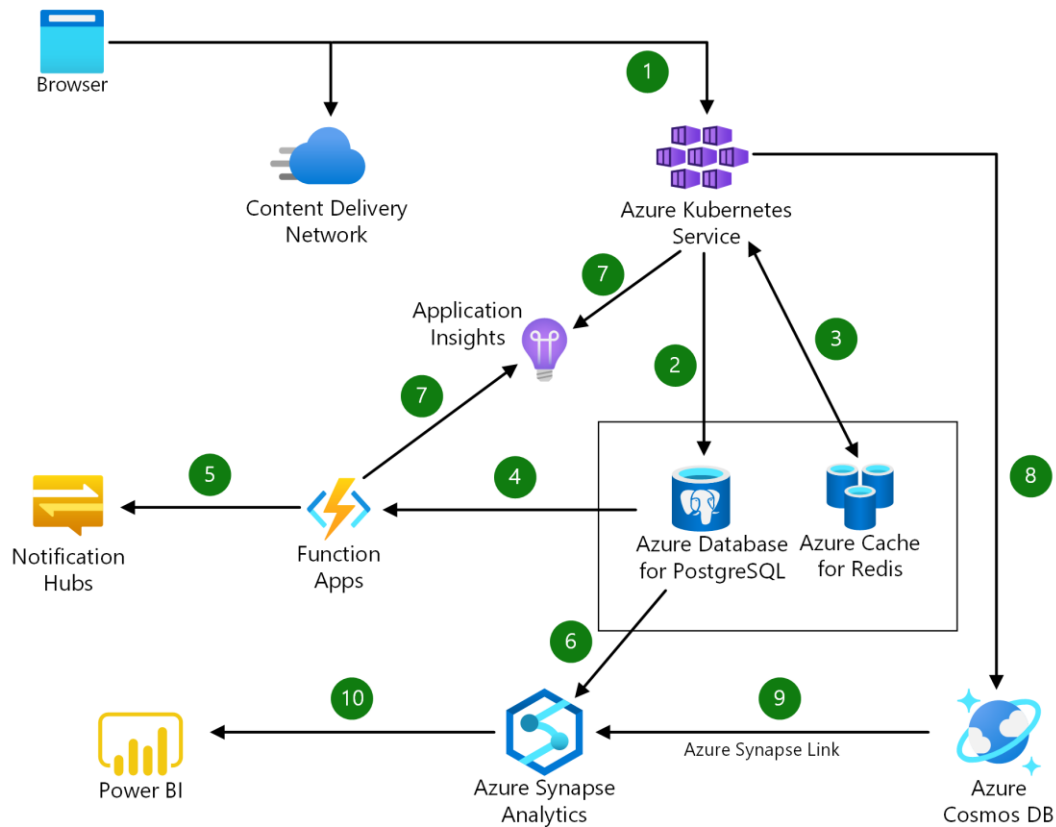 Browser
1
Content Delivery
Network
Azure Kubernetes
Service
7
Application
Insights
2
3
7
5
4
8
Notification
Hubs
Function
Apps
Azure Database
for PostgreSQL
Azure Cache
for Redis
6
10
9
Azure Synapse Link
Power BI
Azure Synapse
Analytics
Azure
Cosmos DB